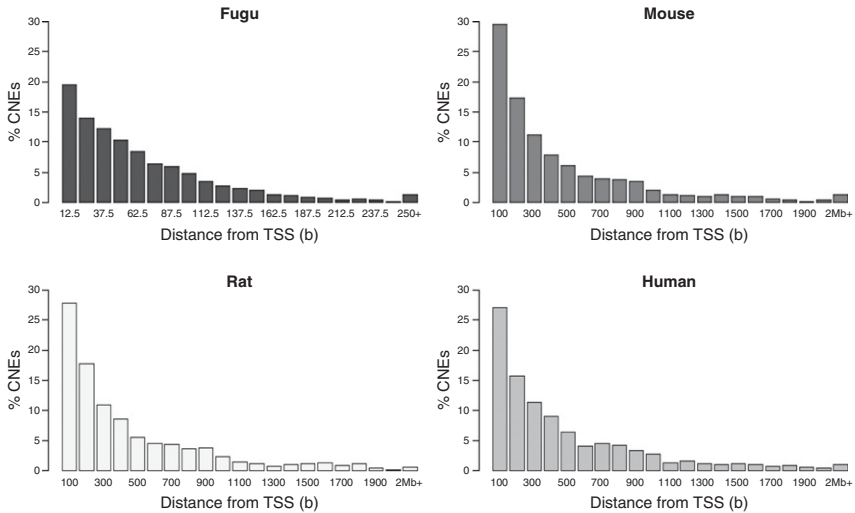 Fugu
% CNEs
30
25
20
15
10
5
0
12.5 37.5 62.5 87.5 112.5 137.5 162.5 187.5 212.5 237.5 250+
Distance from TSS (b)
Mouse
% CNEs
30
25
20
15
10
5
0
100 300 500 700 900 1100 1300 1500 1700 1900 2Mb+
Distance from TSS (b)
Rat
% CNEs
30
25
20
15
10
5
0
100 300 500 700 900 1100 1300 1500 1700 1900 2Mb+
Distance from TSS (b)
Human
% CNEs
30
25
20
15
10
5
0
100 300 500 700 900 1100 1300 1500 1700 1900 2Mb+
Distance from TSS (b)